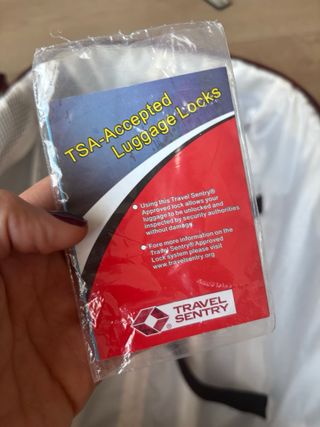 TSA-Accepted
Luggage Locks
Using this Travel Sentry®
Approved lock allows your
luggage to be unlocked and
inspected by security authorities
without damage
Fore more information on the
Travel Sentry® Approved
Lock system please visit
www.travelsentry.org
TRAVEL
SENTRY
®